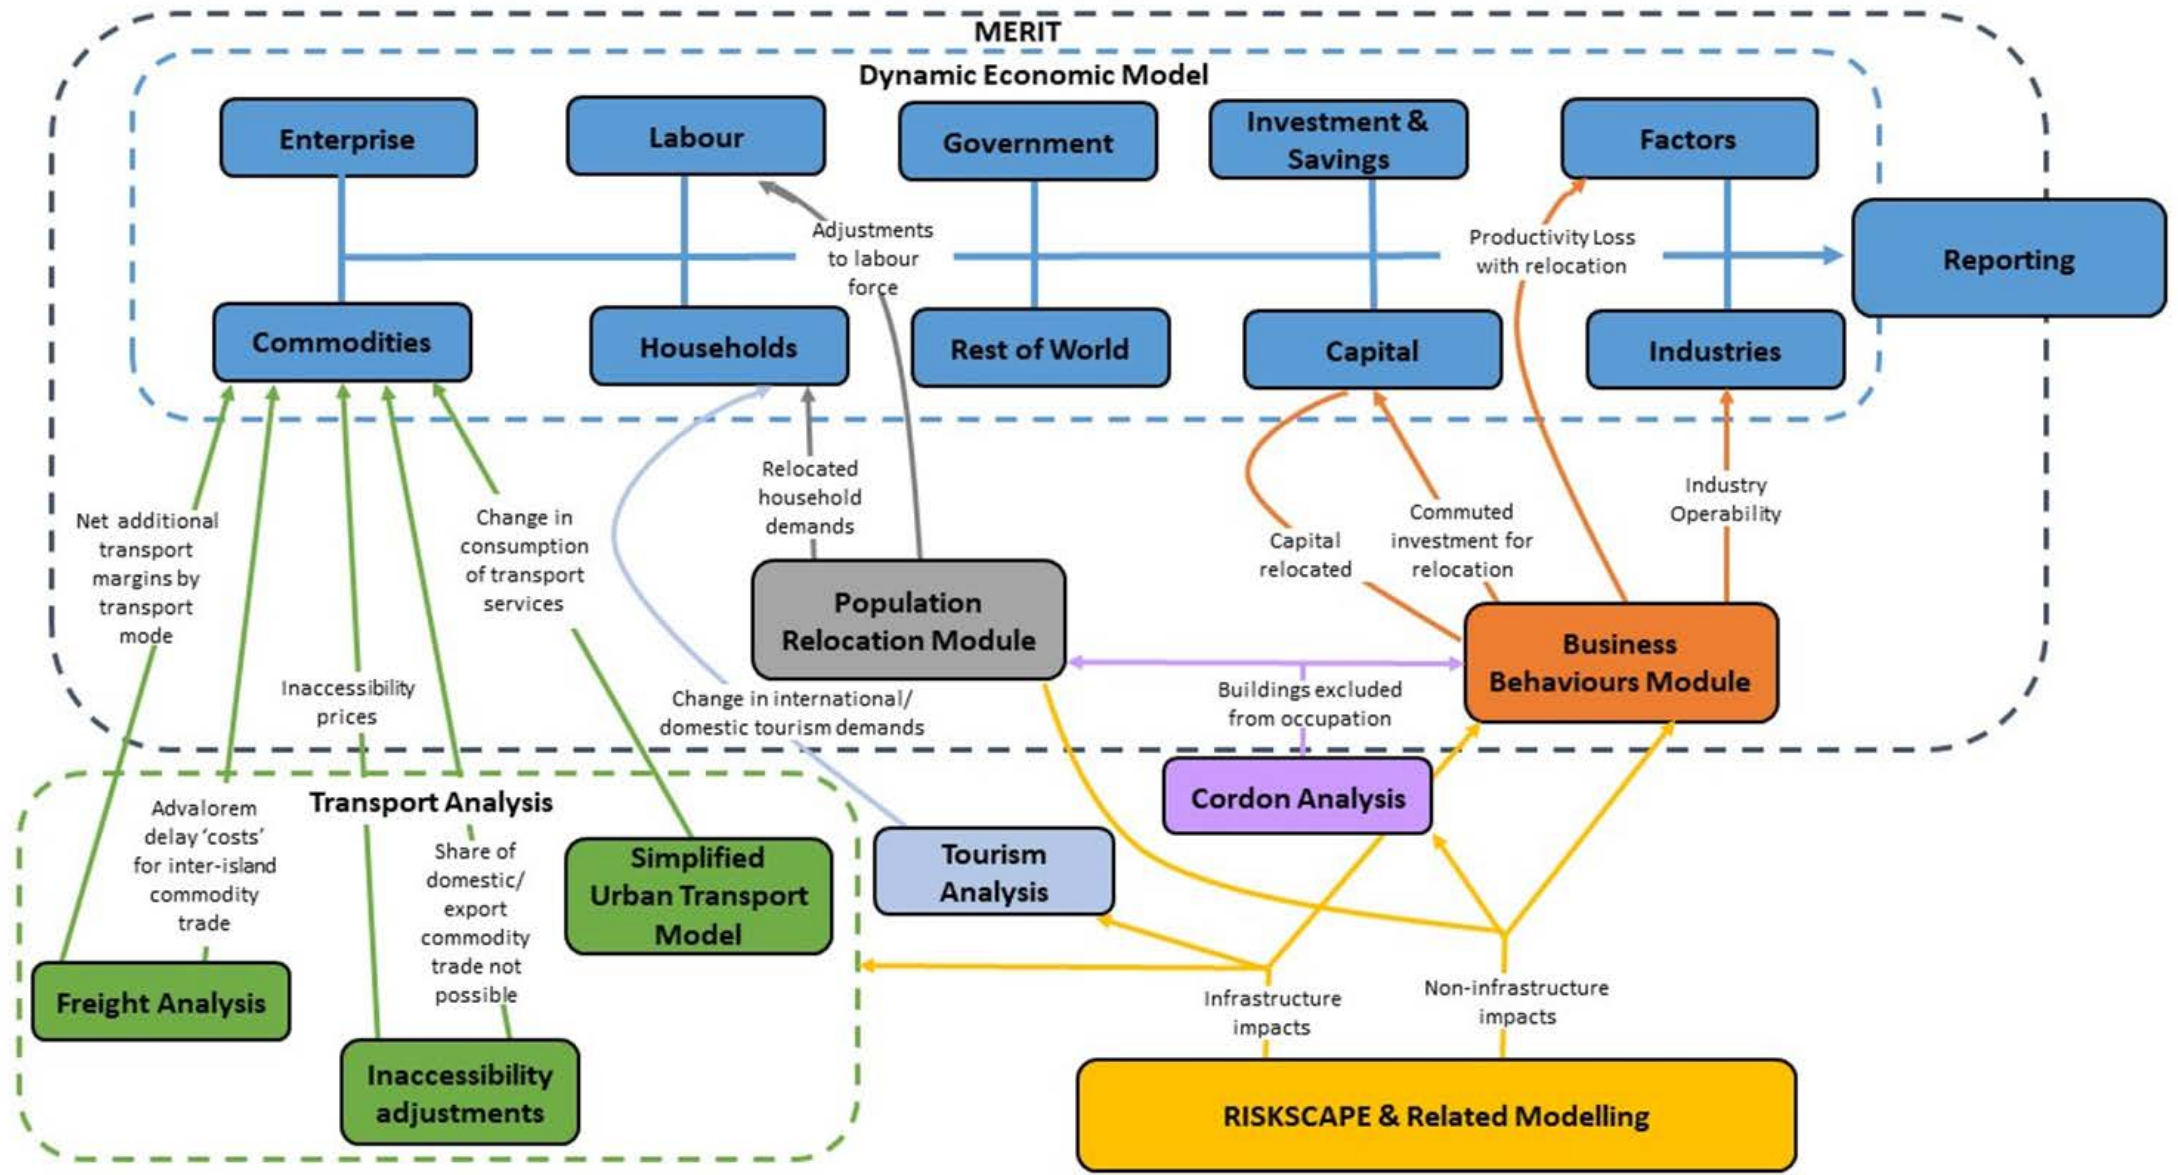 MERIT
Dynamic Economic Model
Enterprise
Labour
Government
Investment &
Savings
Factors
Adjustments
to labour
force
Productivity Loss
with relocation
Reporting
Commodities
Households
Rest of World
Capital
Industries
Net additional
transport
margins by
transport
mode
Change in
consumption
of transport
services
Relocated
household
demands
Capital
relocated
Commuted
investment for
relocation
Industry
Operability
Population
Relocation Module
Business
Behaviours Module
Inaccessibility
prices
Change in international/
domestic tourism demands
Buildings excluded
from occupation
Transport Analysis
Advalorem
delay ‘costs’
for inter-island
commodity
trade
Share of
domestic/
export
commodity
trade not
possible
Simplified
Urban Transport
Model
Tourism
Analysis
Cordon Analysis
Freight Analysis
Inaccessibility
adjustments
Infrastructure
impacts
Non-infrastructure
impacts
RISKSCAPE & Related Modelling